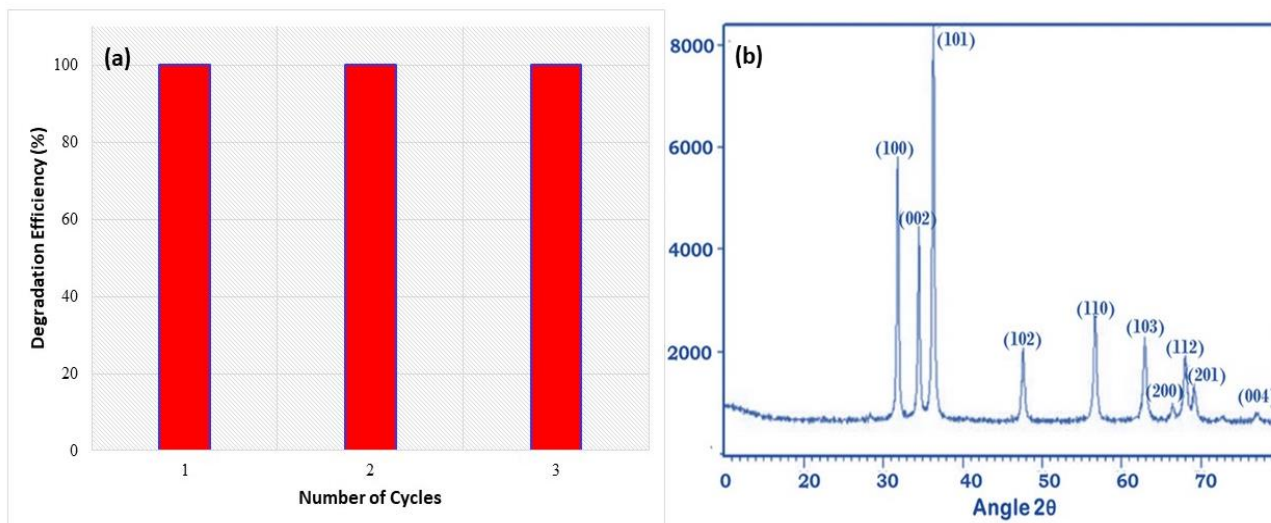 (a)
Degradation Efficiency (%)
100
80
60
40
20
0
1 2 3
Number of Cycles
(b)
8000
6000
4000
2000
(100)
(002)
(101)
(102)
(110)
(103)
(200)
(112)
(201)
(004)
0 20 30 40 50 60 70
Angle 2θ